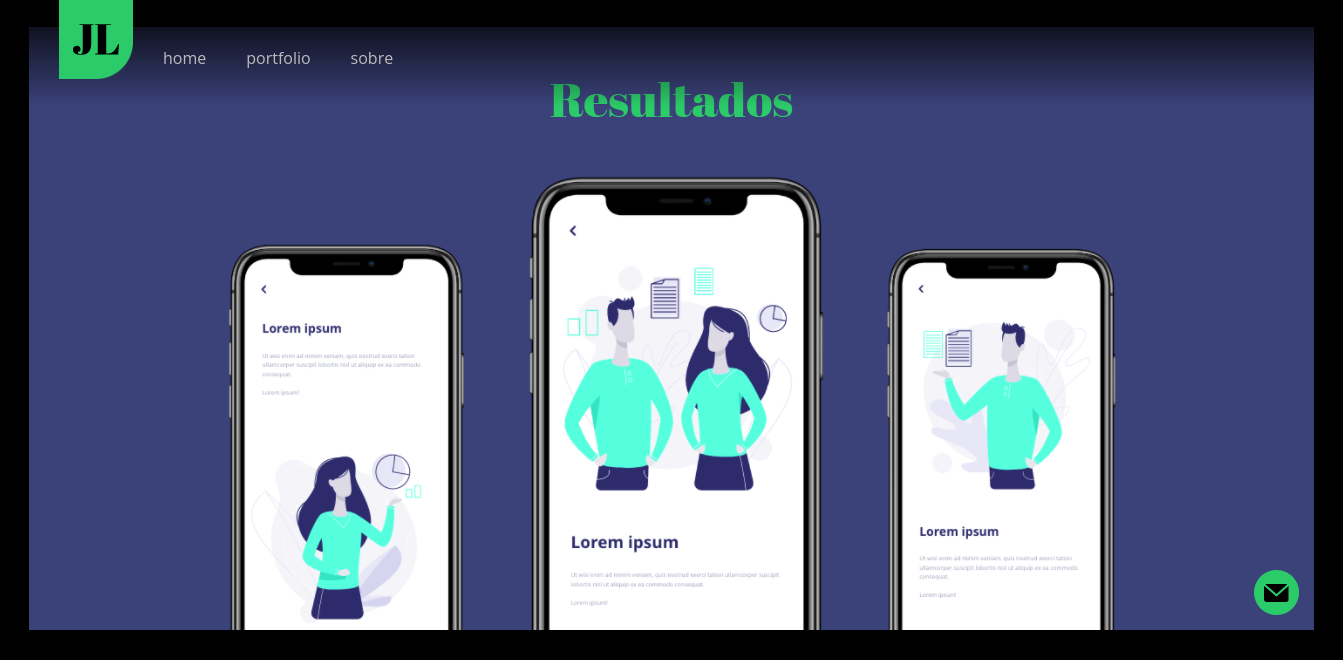 JL
home
portfolio
sobre
Resultados
Lorem ipsum
Ut wisi enim ad minim veniam, quis nostrud exerci tation
ullamcorper suscipit lobortis nisl ut aliquip ex ea commodo
consequat.
Lorem ipsum!
Lorem ipsum
Ut wisi enim ad minim veniam, quis nostrud exerci tation ullamcorper suscipit
lobortis nisl ut aliquip ex ea commodo consequat.
Lorem ipsum!
Lorem ipsum
Ut wisi enim ad minim veniam, quis nostrud exerci tation
ullamcorper suscipit lobortis nisl ut aliquip ex ea commodo
consequat.
Lorem ipsum!